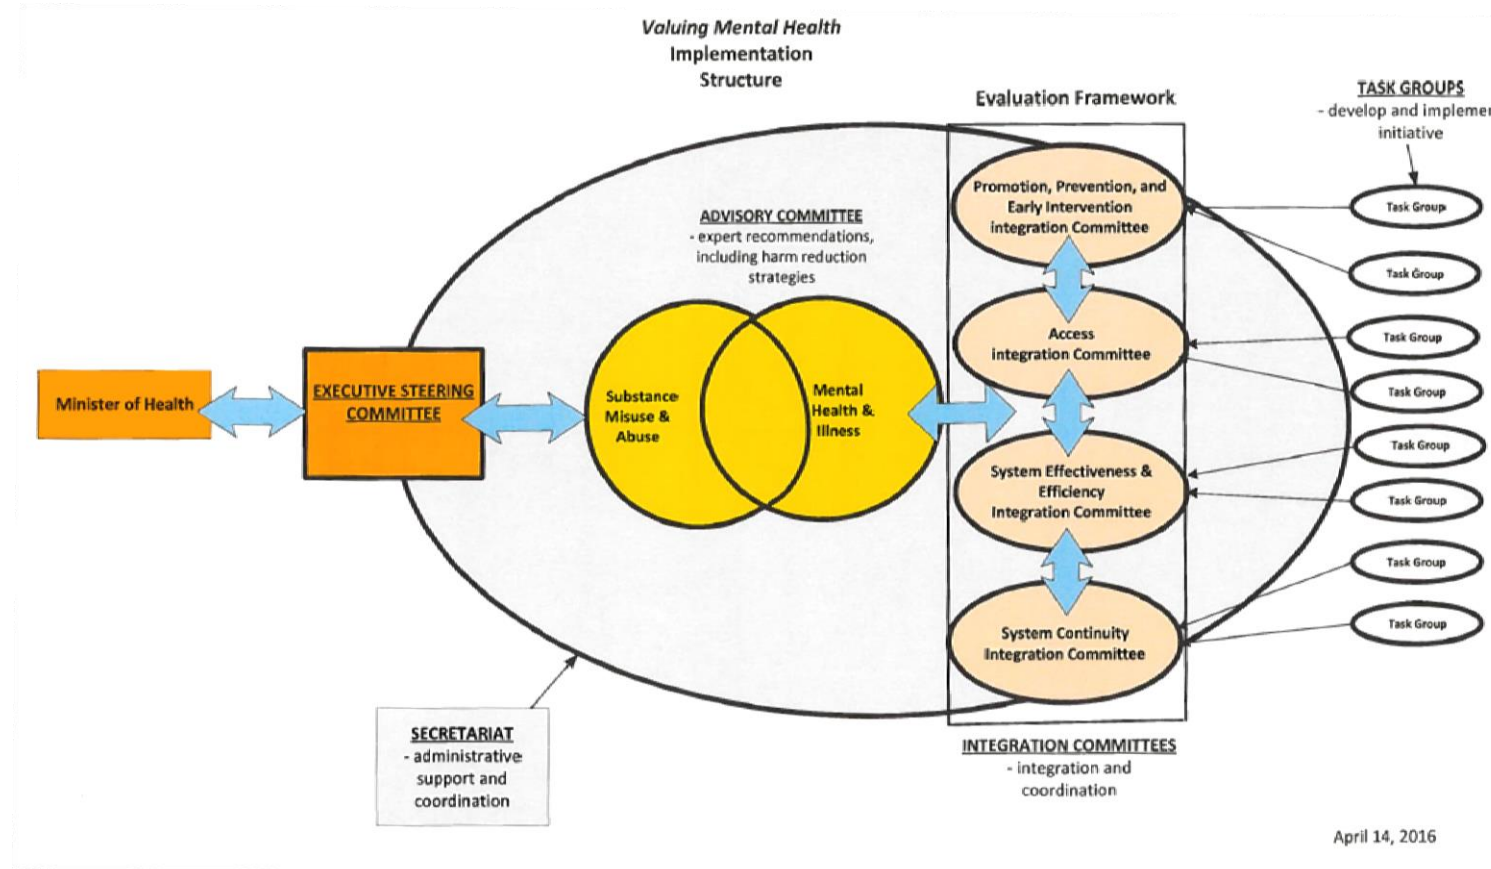 Valuing Mental Health
Implementation
Structure
Evaluation Framework
TASK GROUPS
- develop and implemer
initiative
Promotion, Prevention, and
Early Intervention
integration Committee
Task Group
Task Group
ADVISORY COMMITTEE
- expert recommendations,
including harm reduction
strategies
Access
integration Committee
Task Group
Task Group
Minister of Health
EXECUTIVE STEERING
COMMITTEE
Substance
Misuse &
Abuse
Mental
Health &
Illness
System Effectiveness &
Efficiency
Integration Committee
Task Group
Task Group
System Continuity
Integration Committee
Task Group
Task Group
SECRETARIAT
- administrative
support and
coordination
INTEGRATION COMMITTEES
- integration and
coordination
April 14, 2016